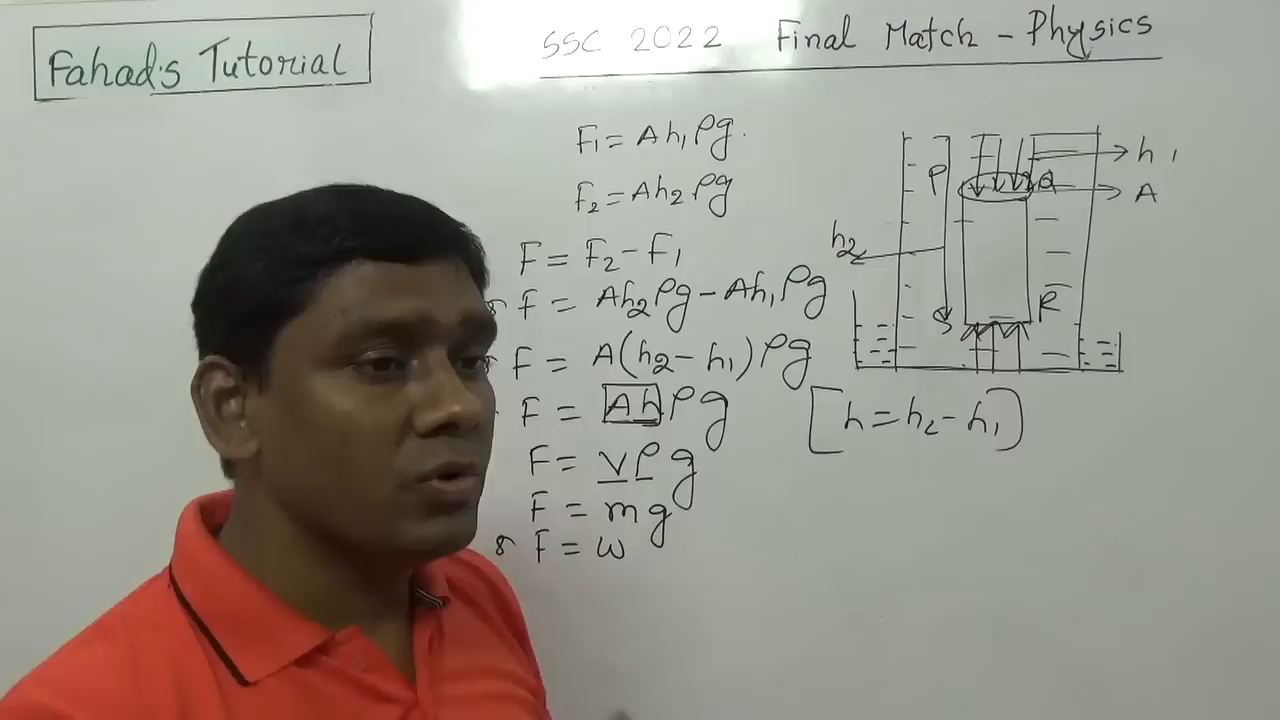 Fahad's Tutorial
SSC 2022 Final Match - Physics
F₁ = Ah₁ρg.
F₂ = Ah₂ρg
F = F₂ - F₁
F = Ah₂ρg - Ah₁ρg
F = A(h₂ - h₁)ρg
F = Ahρg [h = h₂ - h₁]
F = vρg
F = mg
F = w
P
Q
h₁
A
h₂
S
R